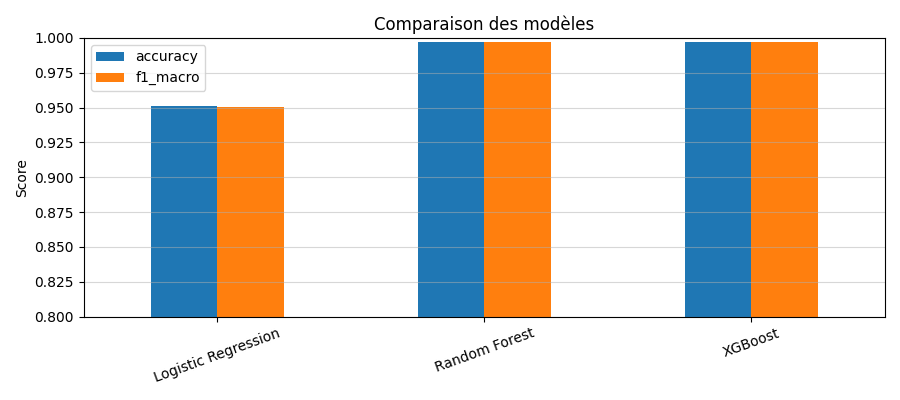 Comparaison des modèles
accuracy
f1_macro
Score
1.000
0.975
0.950
0.925
0.900
0.875
0.850
0.825
0.800
Logistic Regression
Random Forest
XGBoost